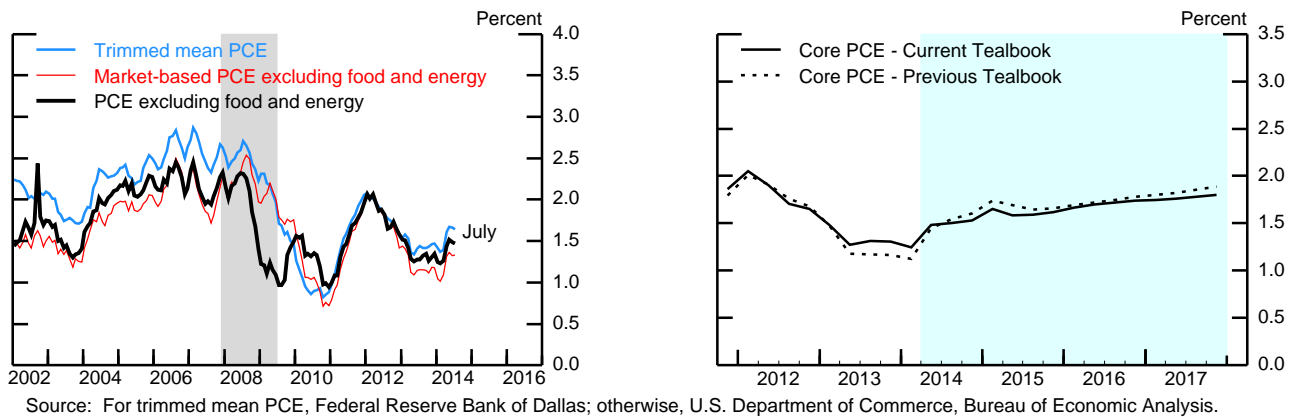 Percent
Trimmed mean PCE
Market-based PCE excluding food and energy
PCE excluding food and energy
July
4.0
3.5
3.0
2.5
2.0
1.5
1.0
0.5
0.0
2002 2004 2006 2008 2010 2012 2014 2016
Percent
Core PCE - Current Tealbook
Core PCE - Previous Tealbook
3.5
3.0
2.5
2.0
1.5
1.0
0.5
0.0
2012 2013 2014 2015 2016 2017
Source: For trimmed mean PCE, Federal Reserve Bank of Dallas; otherwise, U.S. Department of Commerce, Bureau of Economic Analysis.